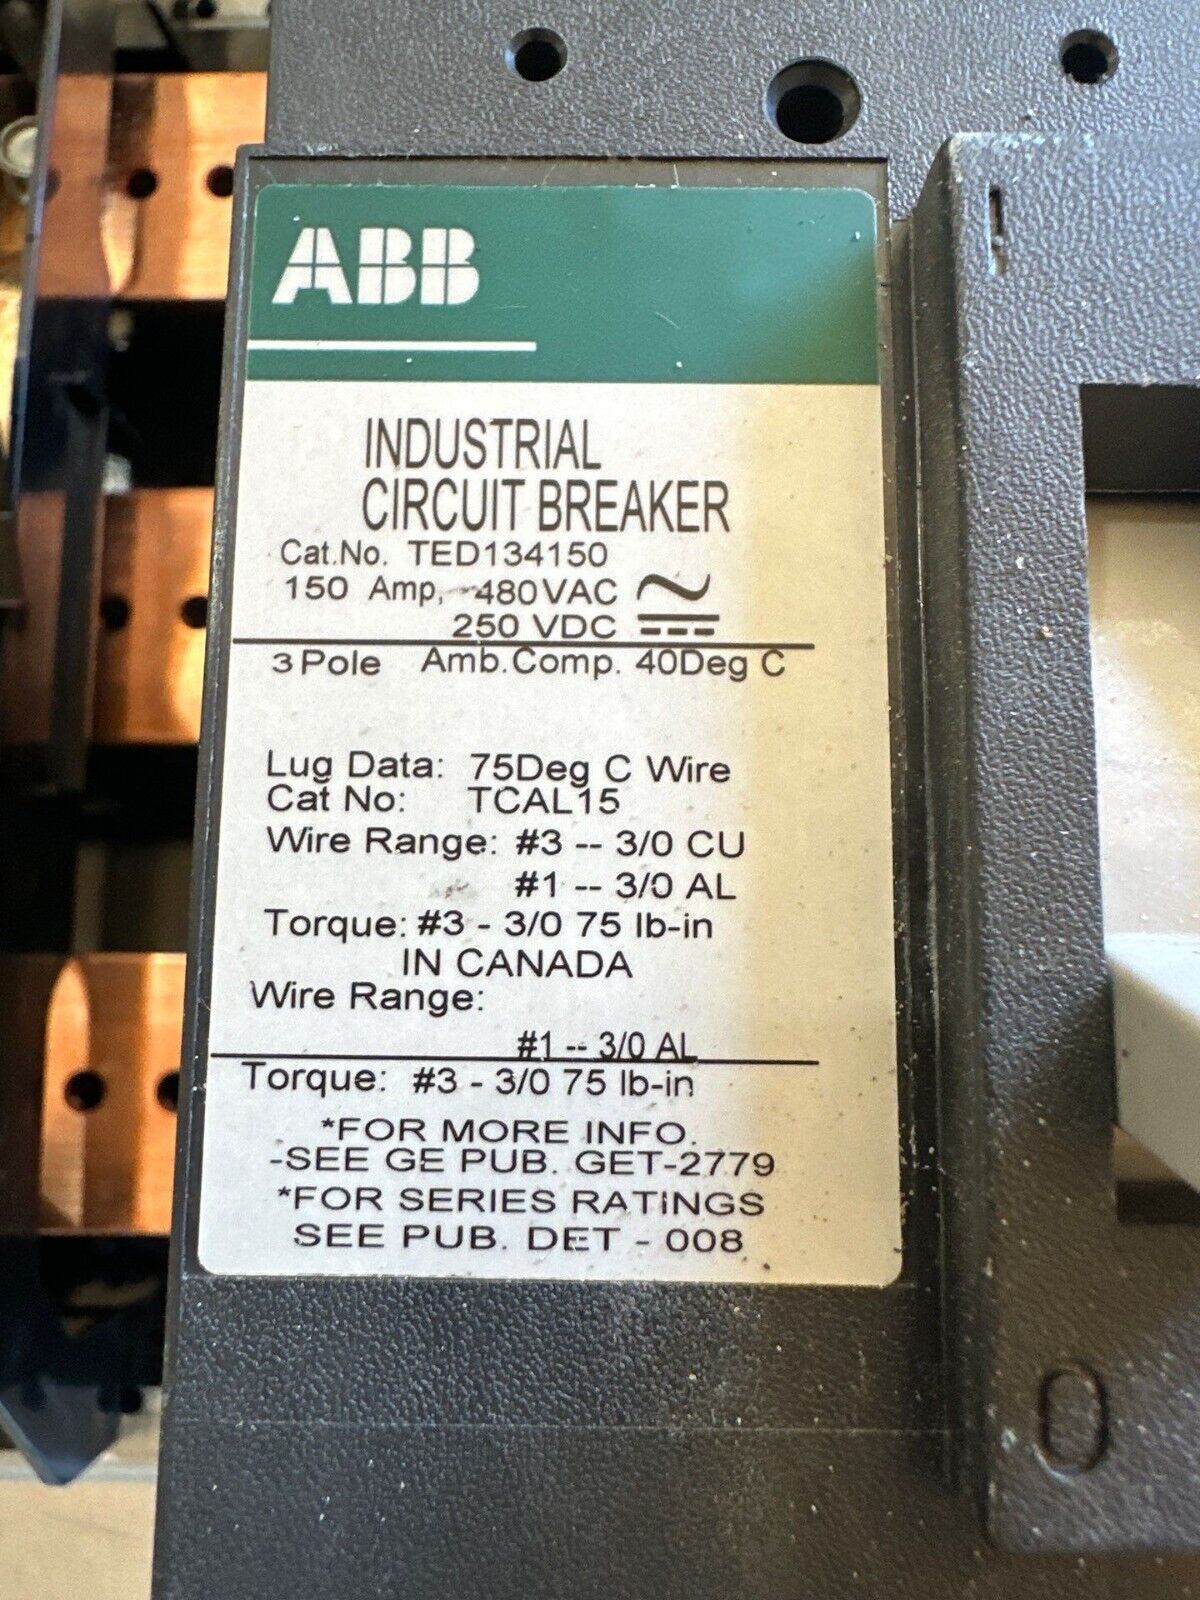 ABB
INDUSTRIAL
CIRCUIT BREAKER
Cat.No. TED134150
150 Amp, 480VAC
250 VDC
3 Pole Amb.Comp. 40Deg C
Lug Data: 75Deg C Wire
Cat No: TCAL15
Wire Range: #3 -- 3/0 CU
#1 -- 3/0 AL
Torque: #3 - 3/0 75 lb-in
IN CANADA
Wire Range:
#1 -- 3/0 AL
Torque: #3 - 3/0 75 lb-in
*FOR MORE INFO.
-SEE GE PUB. GET-2779
*FOR SERIES RATINGS
SEE PUB. DET - 008
I
O